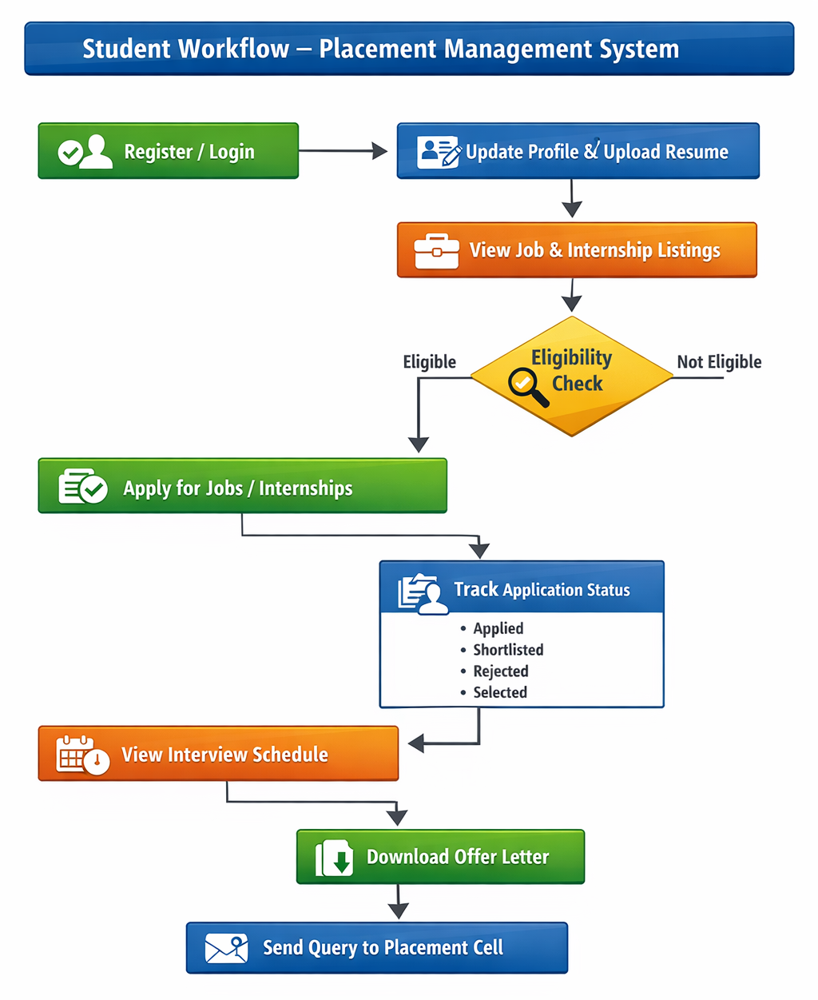 Student Workflow – Placement Management System
Register / Login
Update Profile & Upload Resume
View Job & Internship Listings
Eligibility
Check
Eligible
Not Eligible
Apply for Jobs / Internships
Track Application Status
• Applied
• Shortlisted
• Rejected
• Selected
View Interview Schedule
Download Offer Letter
Send Query to Placement Cell